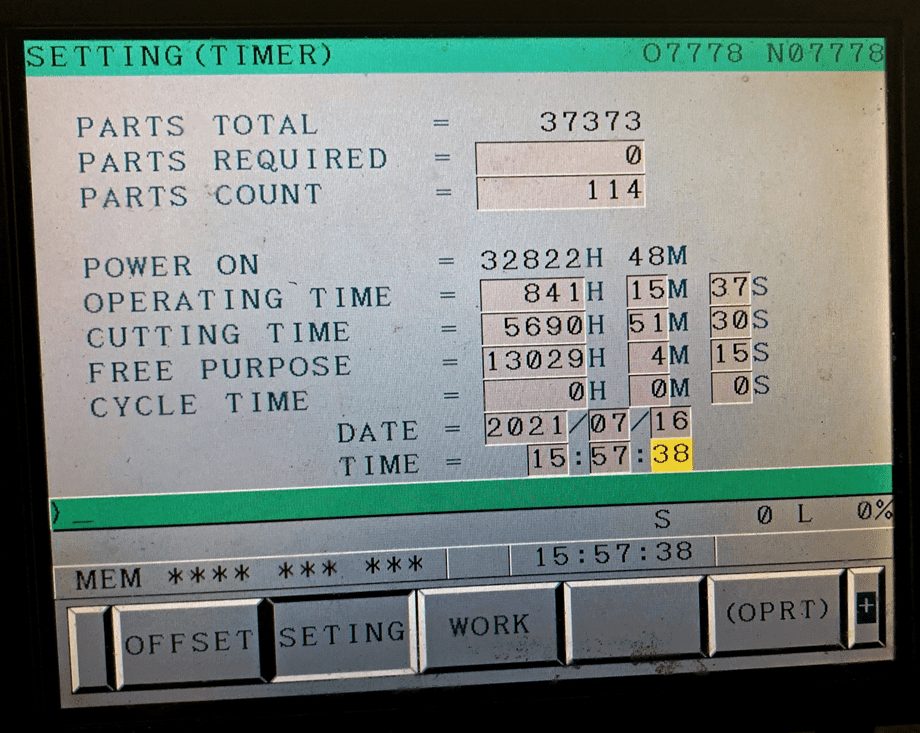 SETTING(TIMER) O7778 N07778
PARTS TOTAL = 37373
PARTS REQUIRED = 0
PARTS COUNT = 114
POWER ON = 32822H 48M
OPERATING TIME = 841H 15M 37S
CUTTING TIME = 5690H 51M 30S
FREE PURPOSE = 13029H 4M 15S
CYCLE TIME = 0H 0M 0S
DATE = 2021/07/16
TIME = 15:57:38
>_
S 0 L 0%
MEM **** *** *** 15:57:38
OFFSET SETING WORK (OPRT) +